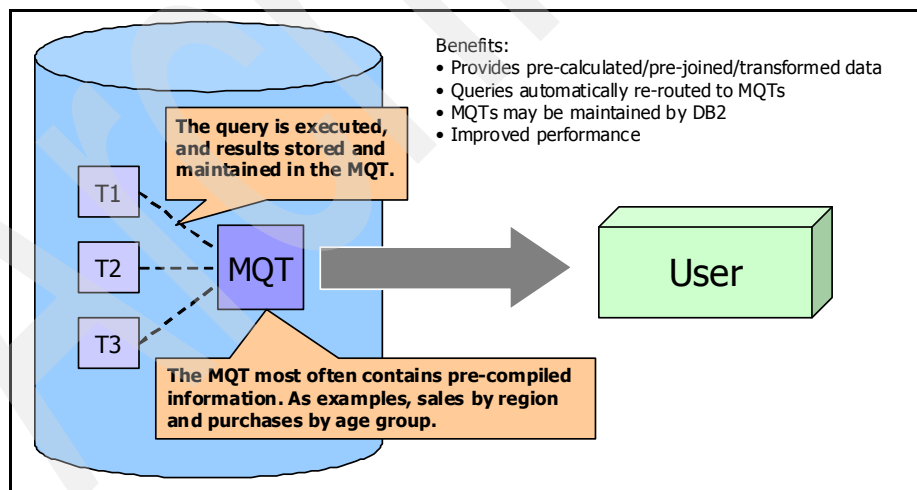 Benefits:
• Provides pre-calculated/pre-joined/transformed data
• Queries automatically re-routed to MQTs
• MQTs may be maintained by DB2
• Improved performance
The query is executed,
and results stored and
maintained in the MQT.
T1
T2
T3
MQT
User
The MQT most often contains pre-compiled
information. As examples, sales by region
and purchases by age group.